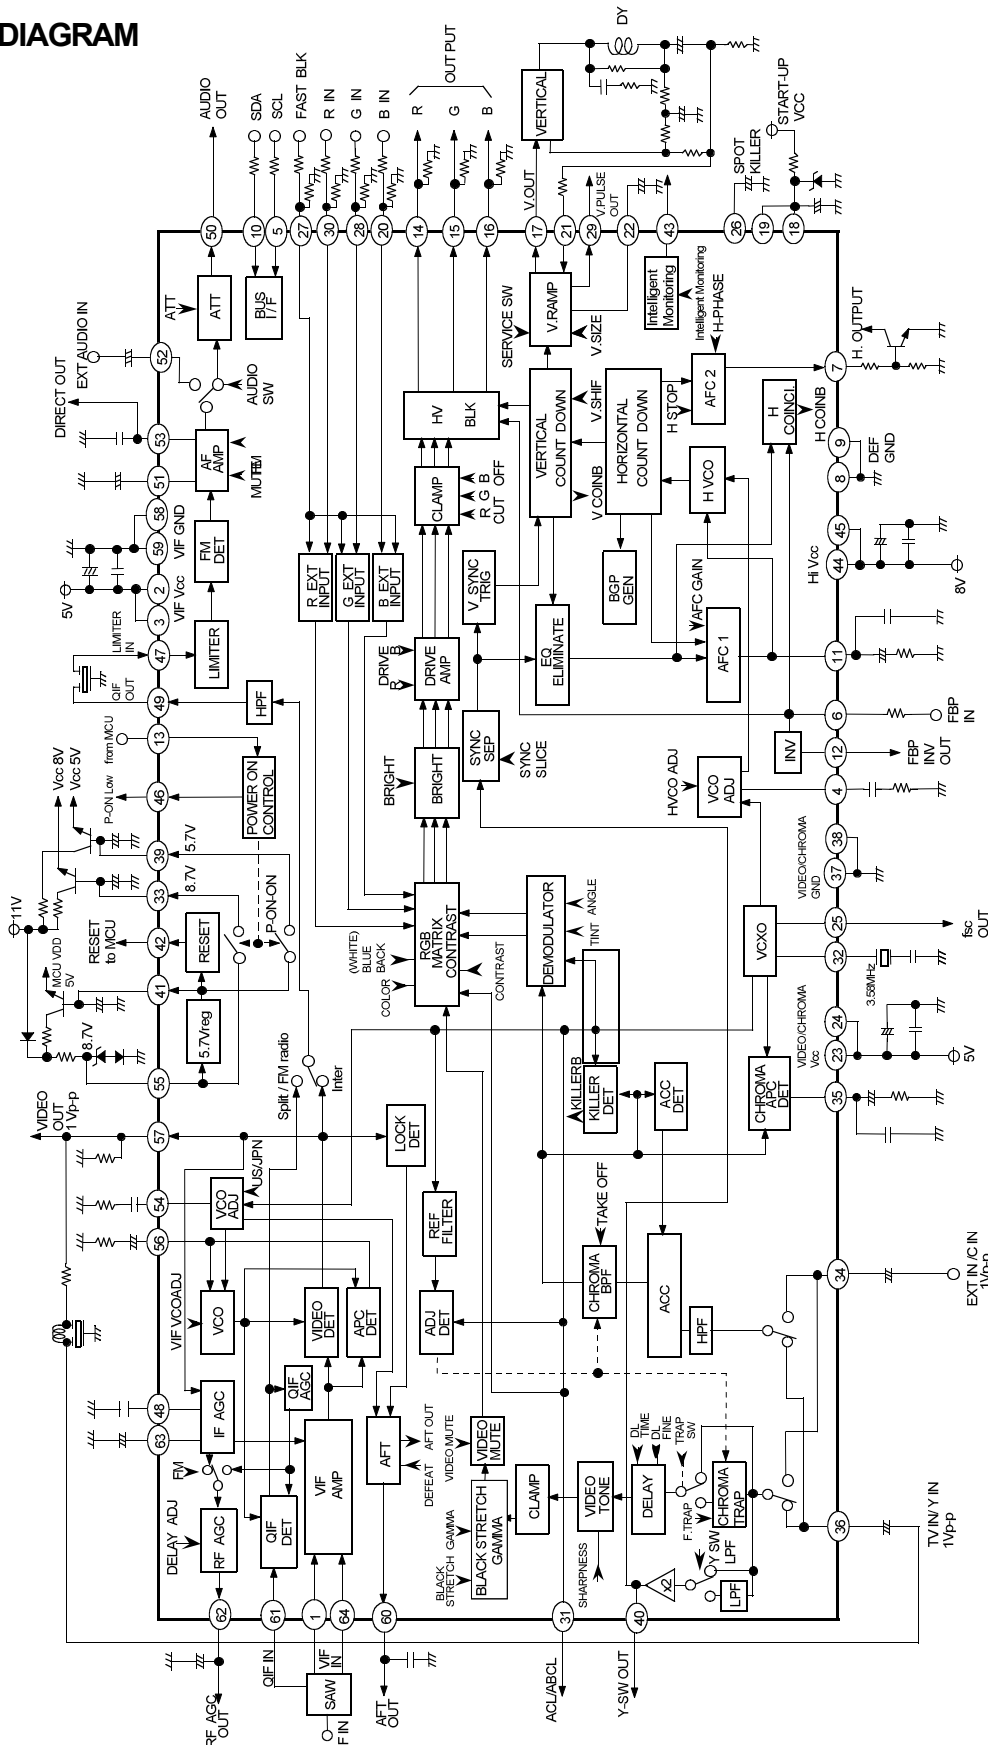 DIAGRAM
AUDIO OUT
SDA
SCL
FAST BLK
R IN
G IN
B IN
OUT PUT
R
G
B
V.OUT
VERTICAL
DY
V.PULSE OUT
SPOT KILLER
START-UP VCC
50
10
5
27
30
28
20
14
15
16
17
21
29
22
43
26
19
18
ATT
ATT
BUS I/F
EXT AUDIO IN
52
AUDIO SW
DIRECT OUT
53
51
AF AMP
58
59
VIF GND
FM DET
5V
2
3
VIF Vcc
LIMITER IN
47
LIMITER
QIF OUT
49
HPF
13
from MCU
46
P-ON Low
POWER ON CONTROL
Vcc 8V
Vcc 5V
39
5.7V
33
8.7V
P-ON-ON
11V
RESET to MCU
42
RESET
MCU VDD 5V
41
5.7Vreg
8.7V
55
VIDEO OUT 1 Vp-p
57
54
56
48
63
62
61
1
64
60
31
40
SERVICE SW
V.RAMP
V.SIZE
Intelligent Monitoring
Intelligent Monitoring
H-PHASE
HV BLK
VERTICAL COUNT DOWN
V.SHIF
V COINB
HORIZONTAL COUNT DOWN
H STOP
AFC 2
H COINCI.
H COINB
H. OUTPUT
7
9
8
DEF GND
CLAMP
R G B CUT OFF
H VCO
45
44
Hi Vcc
8V
R EXT INPUT
G EXT INPUT
B EXT INPUT
V SYNC TRIG
BGP GEN
AFC GAIN
AFC 1
EQ ELIMINATE
11
DRIVE R B
DRIVE AMP
6
FBP IN
INV
12
FBP INV OUT
BRIGHT
BRIGHT
SYNC SEP
SYNC SLICE
HVCO ADJ
VCO ADJ
4
VIDEO/CHROMA GND
38
37
(WHITE) BLUE BACK
COLOR
RGB MATRIX CONTRAST
CONTRAST
DEMODULATOR
TINT
ANGLE
VCXO
25
fsc OUT
32
3.58MHz
24
23
VIDEO/CHROMA Vcc
5V
35
KILLERB
KILLER DET
ACC DET
CHROMA APC DET
Split / FM radio
Inter
LOCK DET
US/JPN
VCO ADJ
REF FILTER
TAKE OFF
CHROMA BPF
ACC
HPF
34
EXT IN /C IN 1Vp-p
VIF VCOADJ
VCO
VIDEO DET
APC DET
ADJ DET
QIF AGC
IF AGC
FM
DELAY ADJ
RF AGC
QIF DET
VIF AMP
AFT
AFT OUT
DEFEAT
VIDEO MUTE
VIDEO MUTE
BLACK STRETCH GAMMA
BLACK STRETCH GAMMA
CLAMP
VIDEO TONE
SHARPNESS
DL TIME
DL FINE
TRAP SW
DELAY
F.TRAP
CHROMA TRAP
Y SW LPF
x2
LPF
36
TV IN/ Y IN 1Vp-p
RF AGC OUT
QIF IN
VIF IN
SAW
F IN
AFT OUT
ACL/ABCL
Y-SW OUT